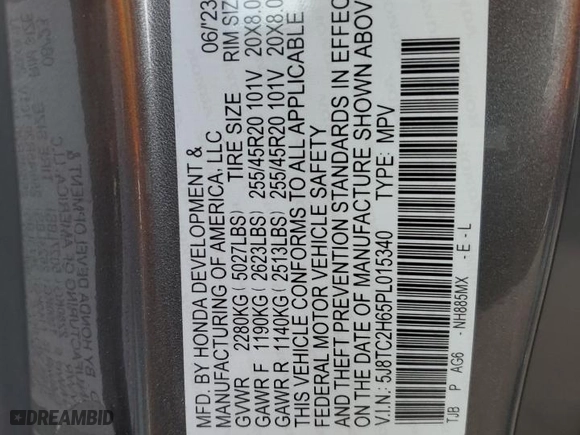 MFD. BY HONDA DEVELOPMENT & 06/23
MANUFACTURING OF AMERICA, LLC
GVWR 2280KG ( 5027LBS) TIRE SIZE RIM SIZE
GAWR F 1190KG ( 2623LBS) 255/45R20 101V 20X8.0
GAWR R 1140KG ( 2513LBS) 255/45R20 101V 20X8.0
THIS VEHICLE CONFORMS TO ALL APPLICABLE
FEDERAL MOTOR VEHICLE SAFETY
AND THEFT PREVENTION STANDARDS IN EFFEC
ON THE DATE OF MANUFACTURE SHOWN ABOV
V.I.N.: 5J8TC2H65PL015340 TYPE: MPV
TJB P AG6 - NH885MX - E - L
DREAMBID